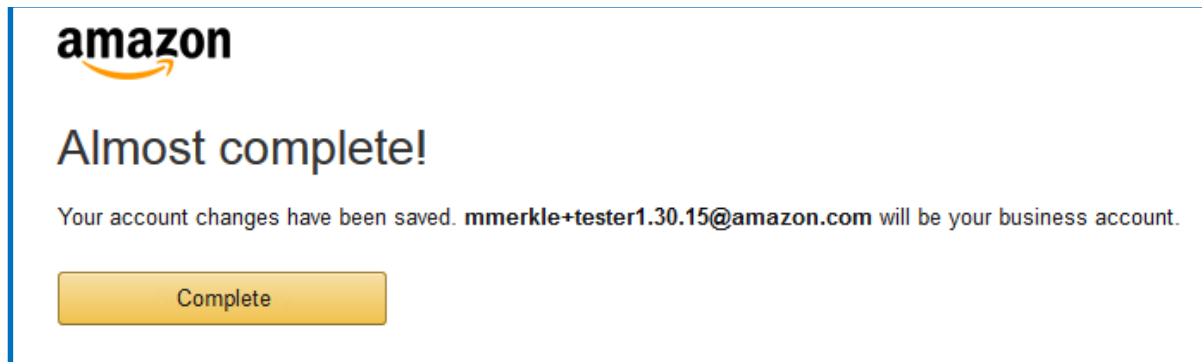 amazon
Almost complete!
Your account changes have been saved. mmerkle+tester1.30.15@amazon.com will be your business account.
Complete